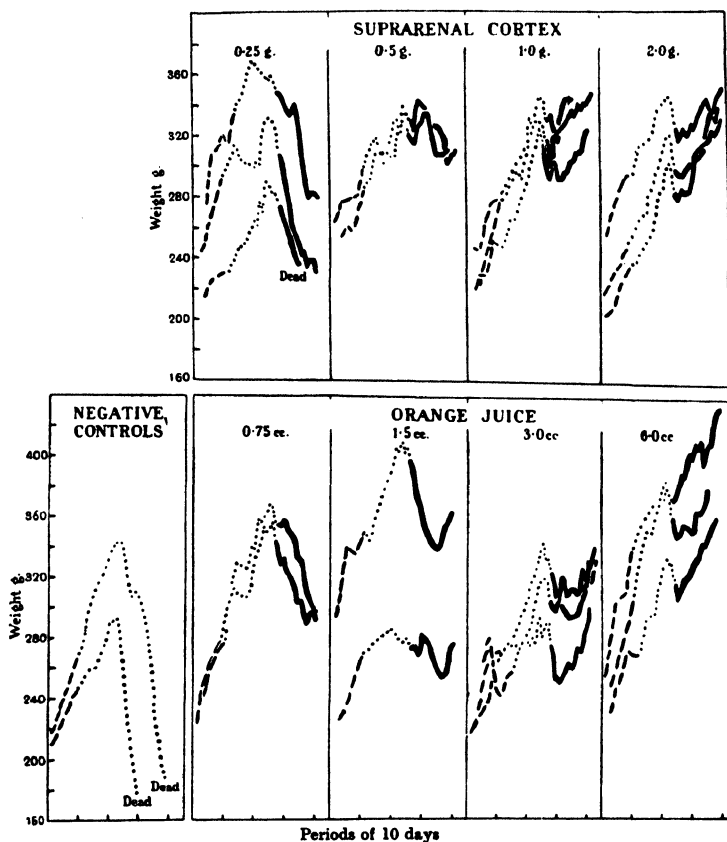 SUPRARENAL CORTEX
0·25 g. 0·5 g. 1·0 g. 2·0 g.
360
320
280
240
200
160
Weight g.
Dead
NEGATIVE
CONTROLS
ORANGE JUICE
0·75 cc. 1·5 cc. 3·0 cc 6·0 cc
400
360
320
280
240
200
150
Weight g.
Dead Dead
Periods of 10 days